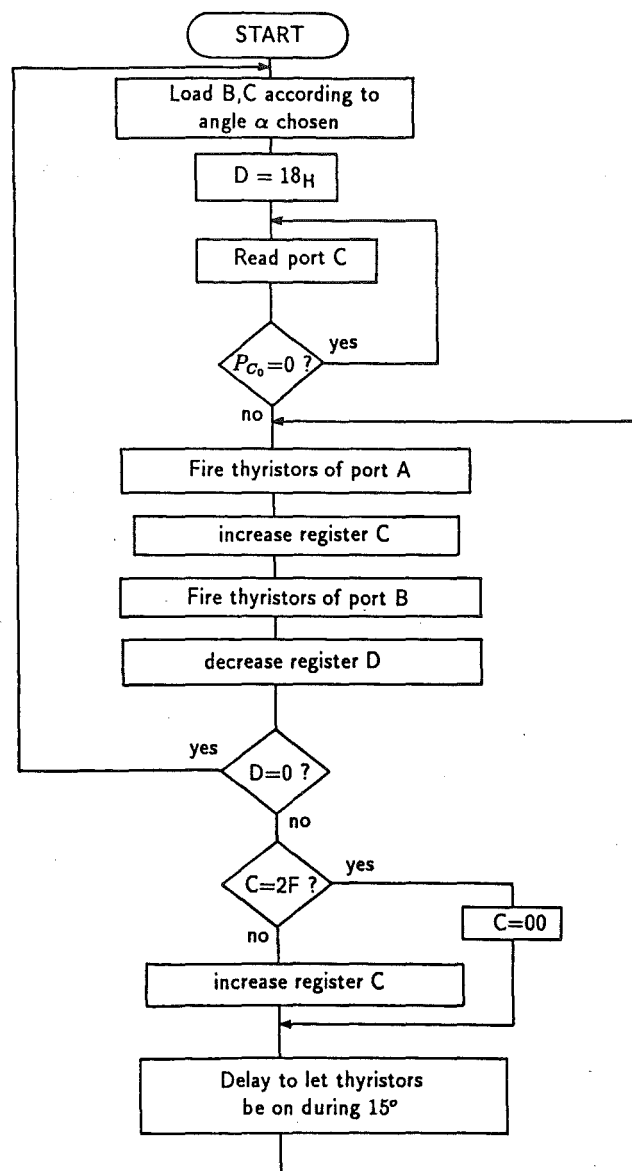 START
Load B,C according to
angle α chosen
D = 18H
Read port C
PC0=0 ?
yes
no
Fire thyristors of port A
increase register C
Fire thyristors of port B
decrease register D
yes
D=0 ?
no
C=2F ?
yes
C=00
no
increase register C
Delay to let thyristors
be on during 15º